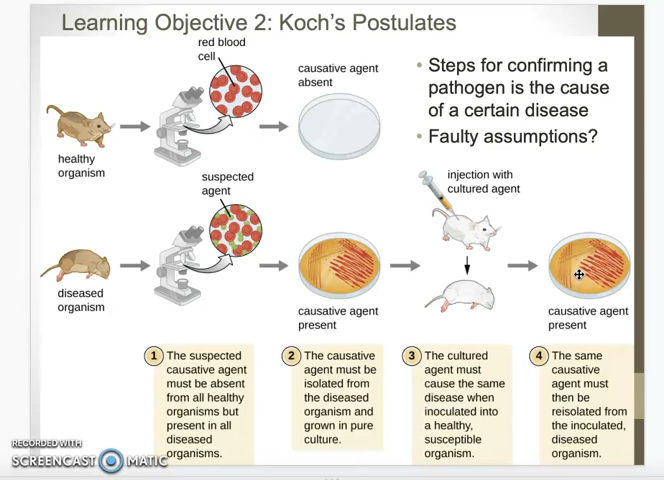 Learning Objective 2: Koch's Postulates
red blood
cell
causative agent
absent
• Steps for confirming a
pathogen is the cause
of a certain disease
• Faulty assumptions?
healthy
organism
suspected
agent
injection with
cultured agent
diseased
organism
causative agent
present
causative agent
present
1 The suspected
causative agent
must be absent
from all healthy
organisms but
present in all
diseased
organisms.
2 The causative
agent must be
isolated from
the diseased
organism and
grown in pure
culture.
3 The cultured
agent must
cause the same
disease when
inoculated into
a healthy,
susceptible
organism.
4 The same
causative
agent must
then be
reisolated from
the inoculated,
diseased
organism.
RECORDED WITH
SCREENCAST MATIC